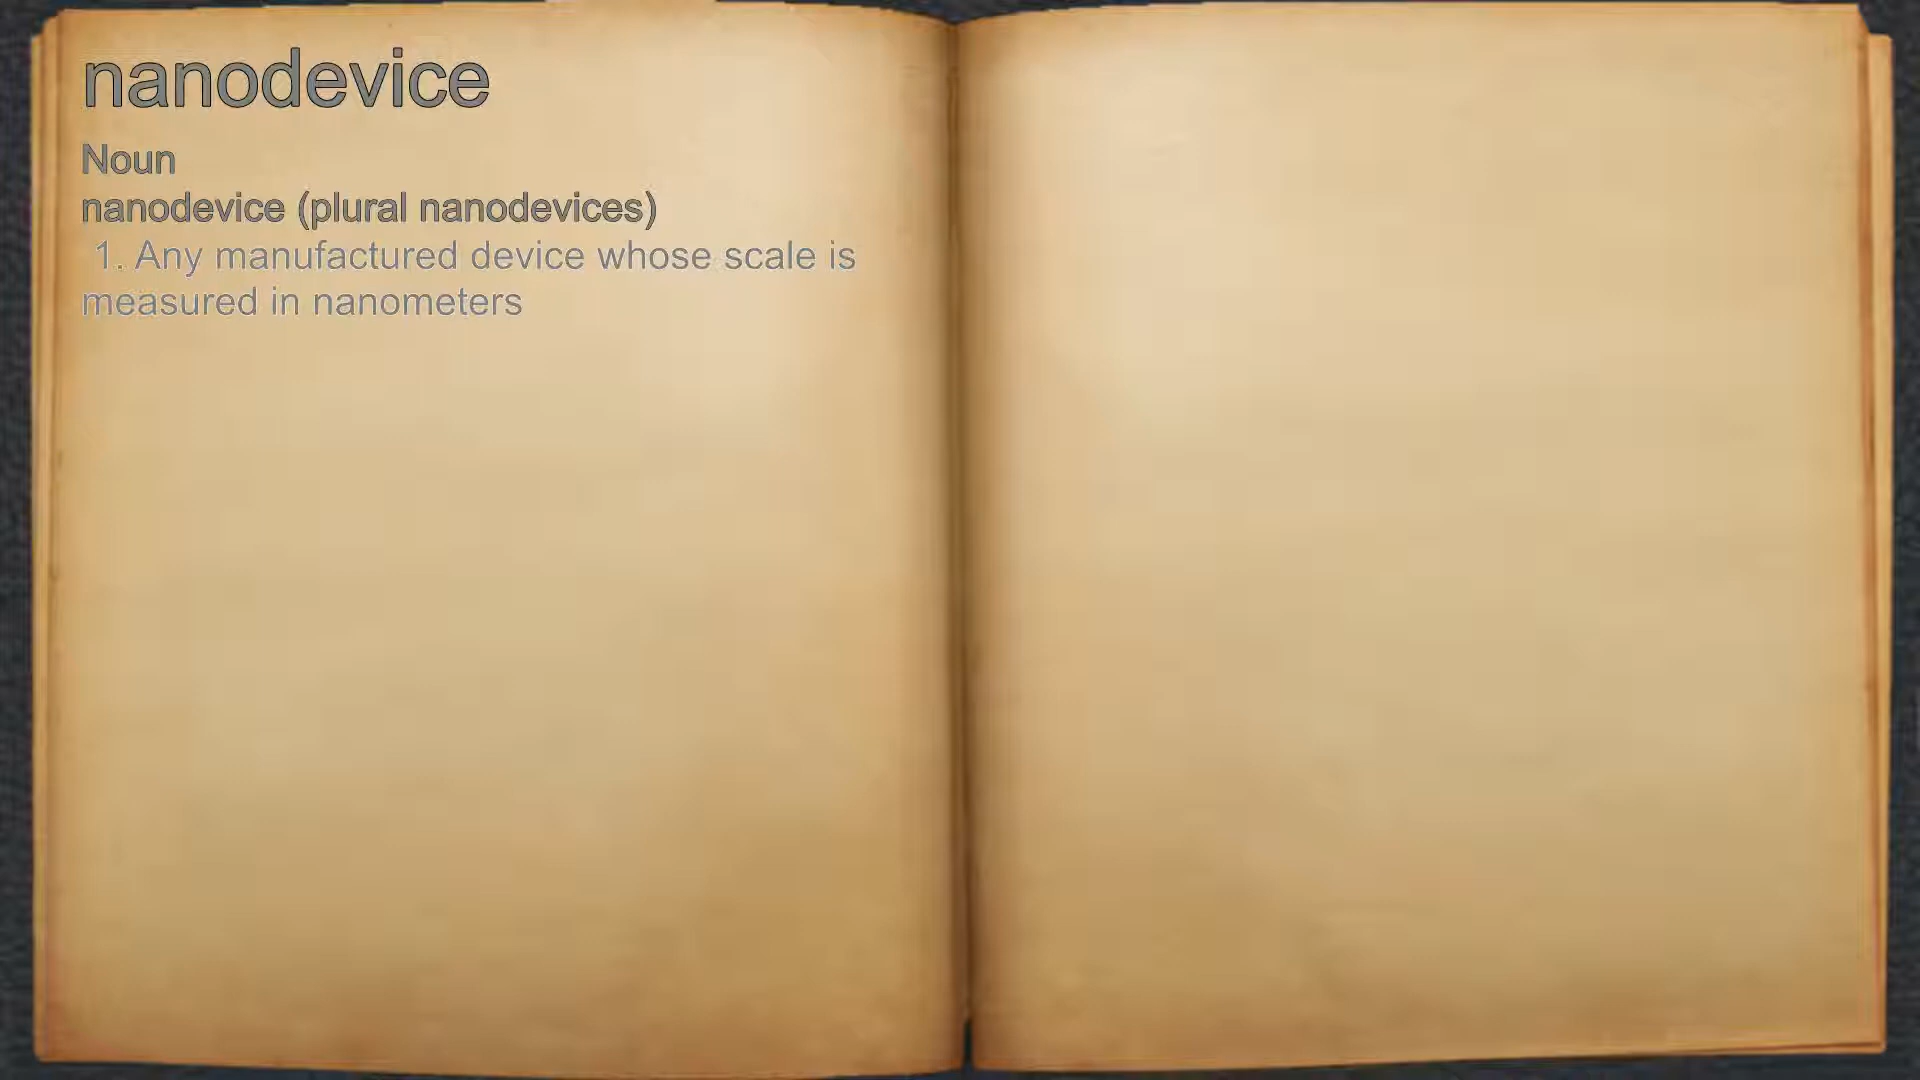 nanodevice
Noun
nanodevice (plural nanodevices)
1. Any manufactured device whose scale is
measured in nanometers